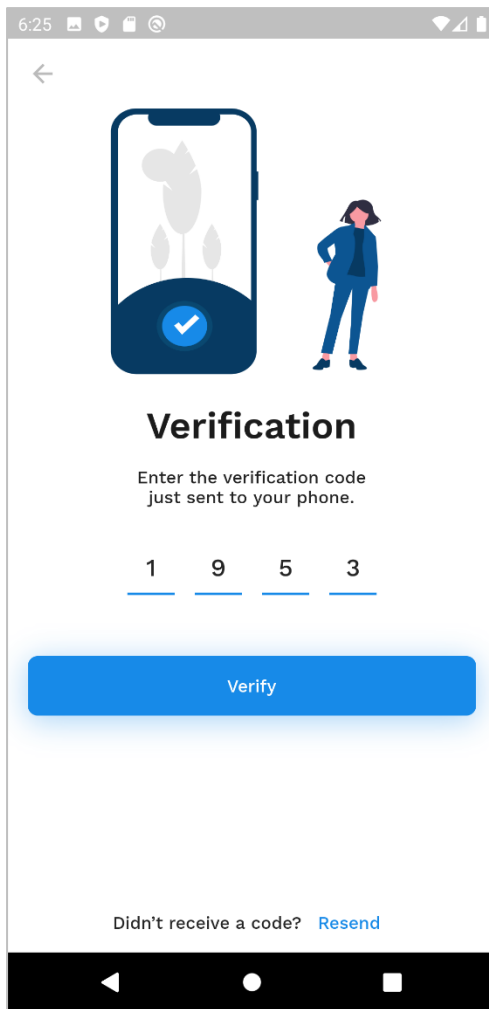 6:25
Verification
Enter the verification code
just sent to your phone.
1 9 5 3
Verify
Didn’t receive a code? Resend